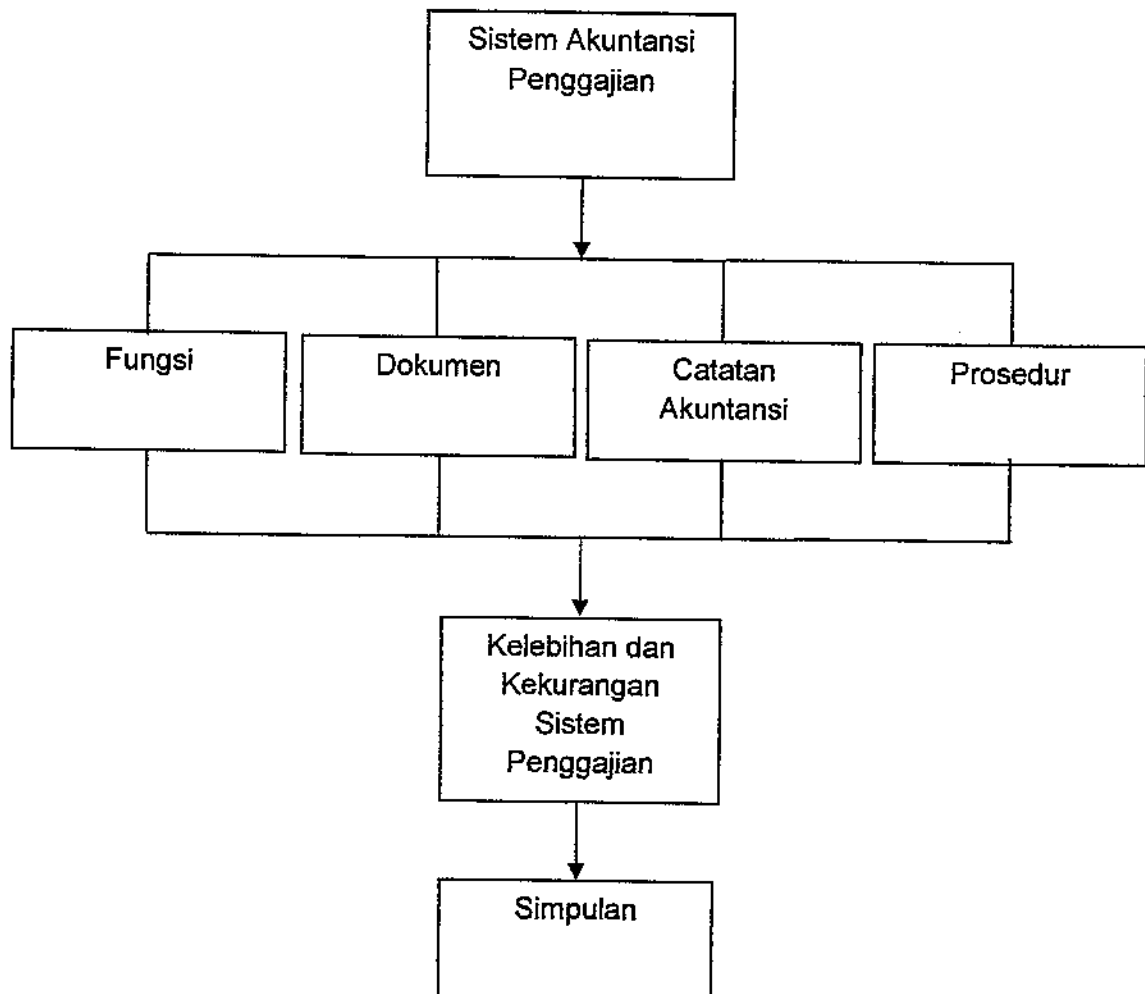 Sistem Akuntansi
Penggajian
Fungsi
Dokumen
Catatan
Akuntansi
Prosedur
Kelebihan dan
Kekurangan
Sistem
Penggajian
Simpulan